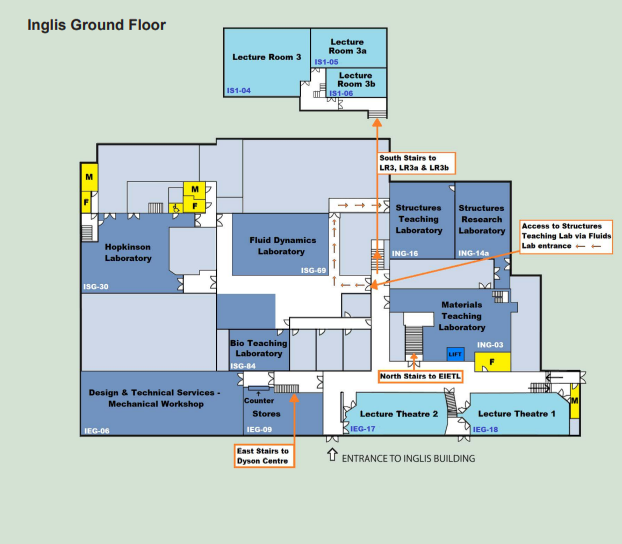 Inglis Ground Floor
Lecture Room 3
IS1-04
Lecture
Room 3a
IS1-05
Lecture
Room 3b
IS1-06
South Stairs to
LR3, LR3a & LR3b
M
F
M
F
Hopkinson
Laboratory
ISG-30
Fluid Dynamics
Laboratory
ISG-69
Structures
Teaching
Laboratory
ING-16
Structures
Research
Laboratory
ING-14a
Access to Structures
Teaching Lab via Fluids
Lab entrance
Materials
Teaching
Laboratory
ING-03
LIFT
F
Bio Teaching
Laboratory
ISG-84
North Stairs to EIETL
Design & Technical Services -
Mechanical Workshop
IEG-06
Counter
Stores
IEG-09
Lecture Theatre 2
IEG-17
Lecture Theatre 1
IEG-18
M
East Stairs to
Dyson Centre
ENTRANCE TO INGLIS BUILDING